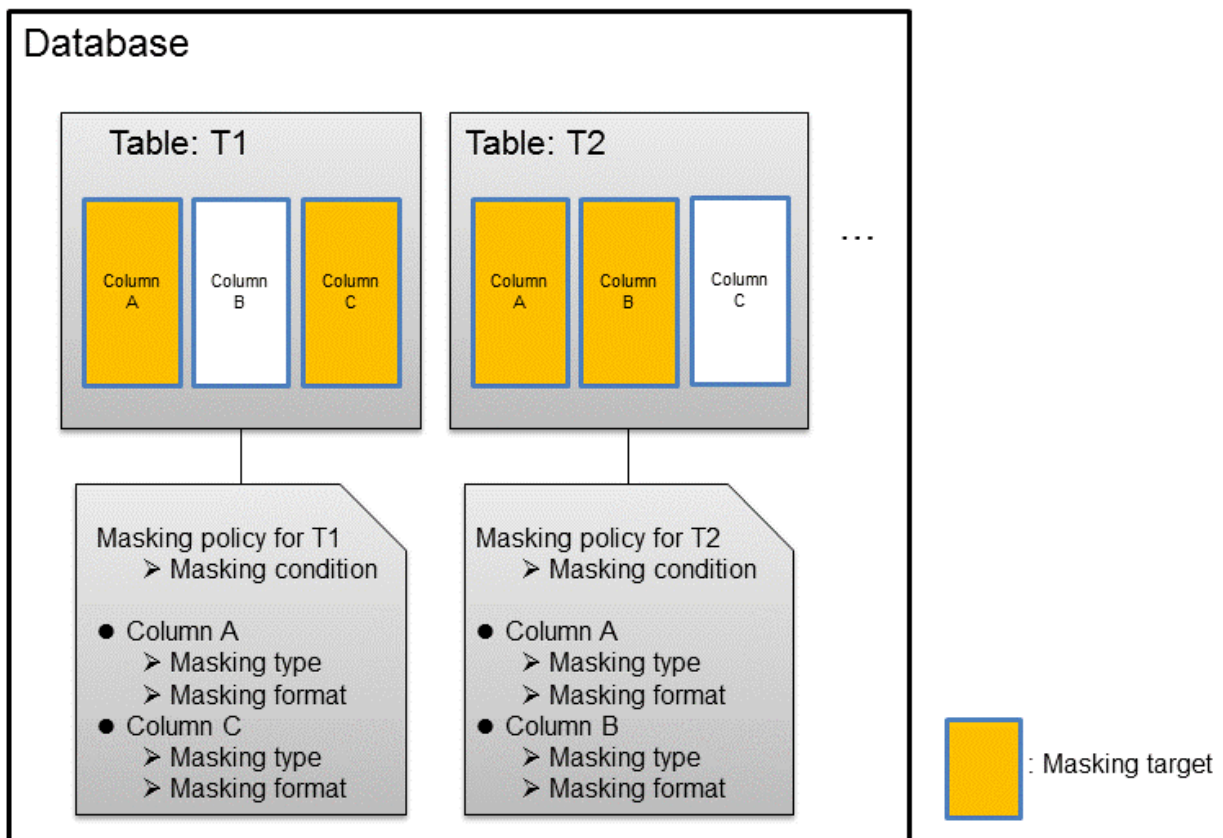 Database
Table: T1
Column
A
Column
B
Column
C
Table: T2
Column
A
Column
B
Column
C
...
Masking policy for T1
➢ Masking condition
● Column A
➢ Masking type
➢ Masking format
● Column C
➢ Masking type
➢ Masking format
Masking policy for T2
➢ Masking condition
● Column A
➢ Masking type
➢ Masking format
● Column B
➢ Masking type
➢ Masking format
: Masking target